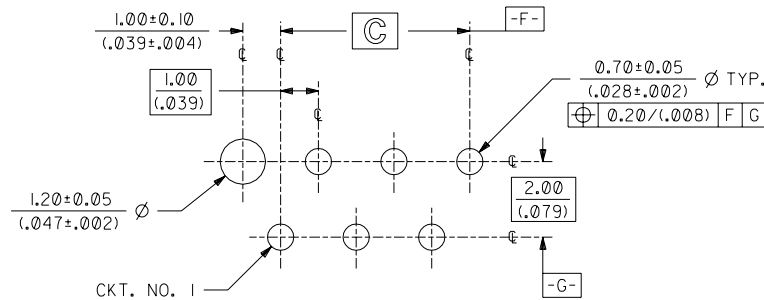 1.00±0.10
(.039±.004)
C
-F-
℄ ℄ ℄
1.00
(.039)
℄
0.70±0.05
(.028±.002)
Ø TYP.
⌖ 0.20/(.008) F G
℄
1.20±0.05
(.047±.002)
Ø
2.00
(.079)
℄
CKT. NO. 1
-G-